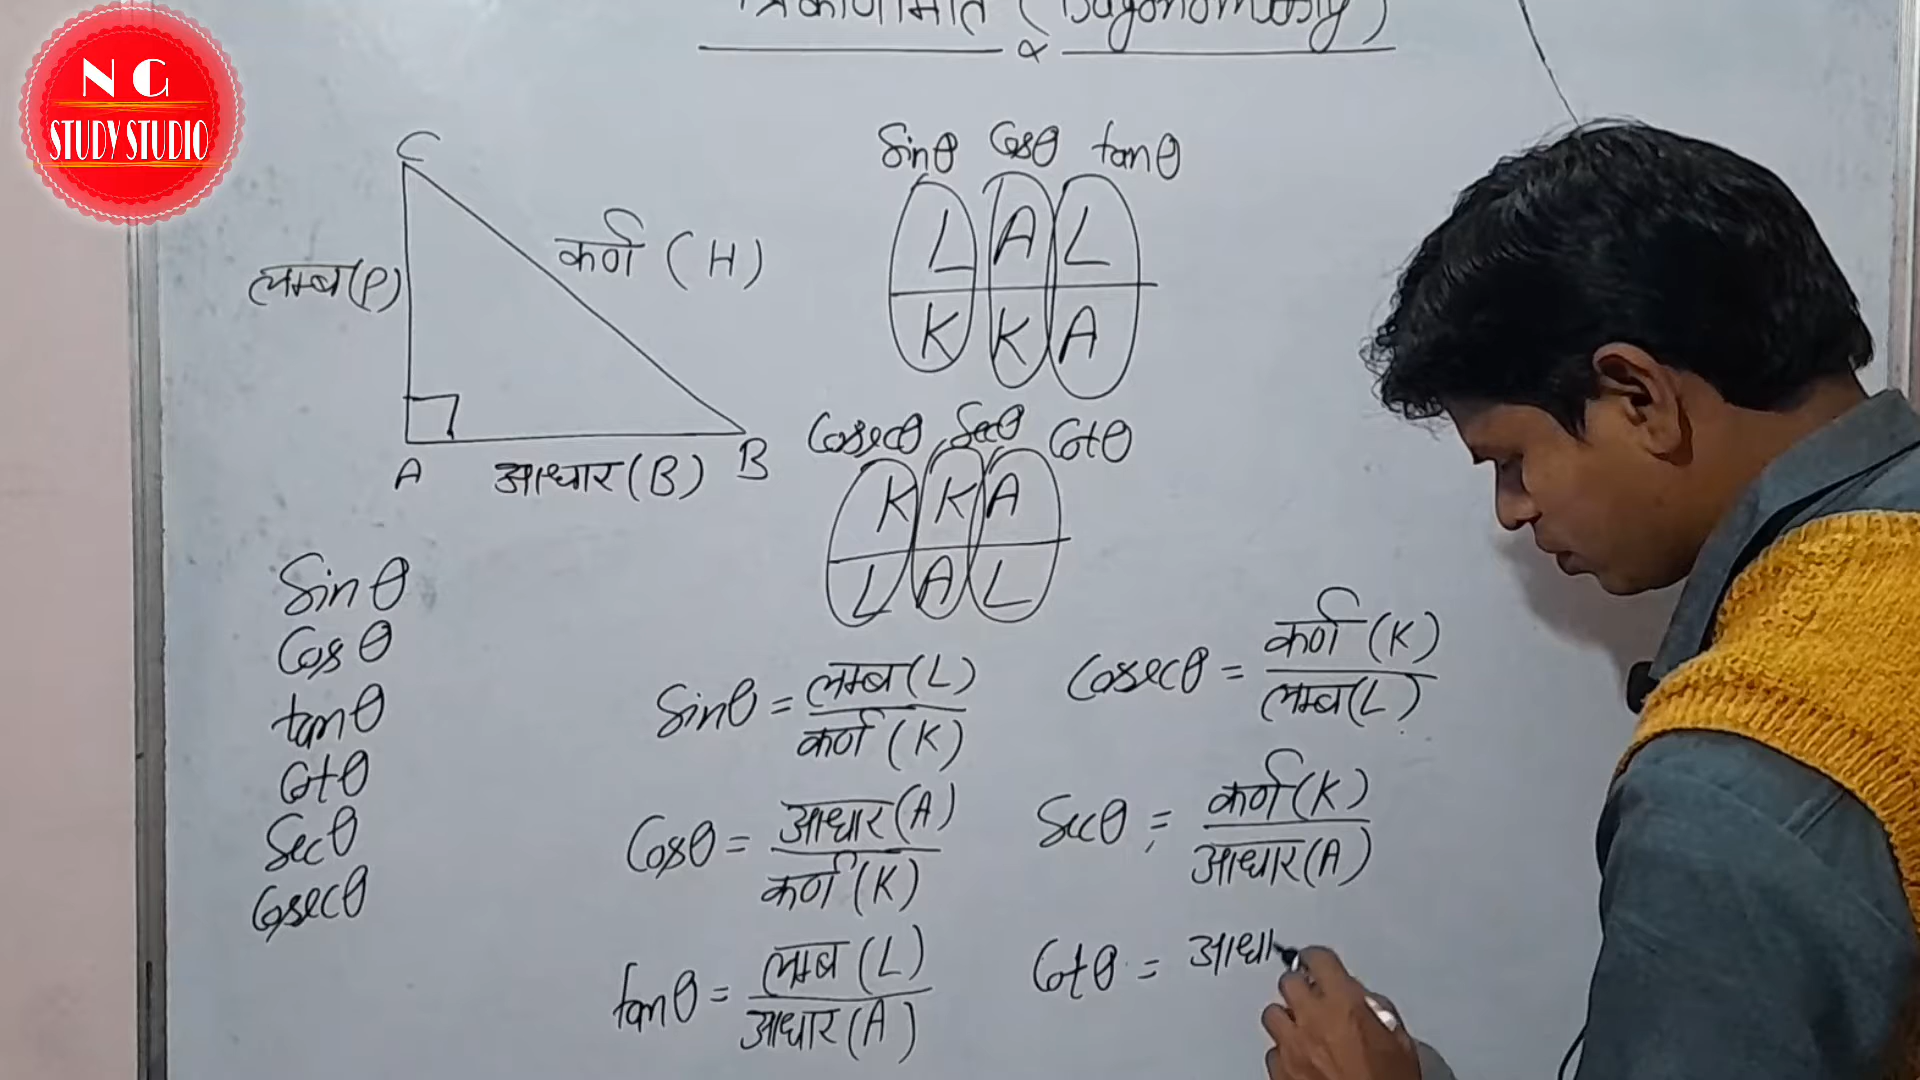 N G
STUDY STUDIO
त्रिकोणमिति (
C
लम्ब(P)
कर्ण (H)
A
आधार(B)
B
Sinθ Cosθ tanθ
L A L
K K A
Cosecθ Secθ Cotθ
K K A
L A L
Sinθ
Cosθ
tanθ
Cotθ
Secθ
Cosecθ
Sinθ = लम्ब(L)
कर्ण (K)
Cosecθ = कर्ण (K)
लम्ब(L)
Cosθ = आधार(A)
कर्ण (K)
Secθ = कर्ण(K)
आधार(A)
tanθ = लम्ब (L)
आधार(A)
Cotθ = आधा